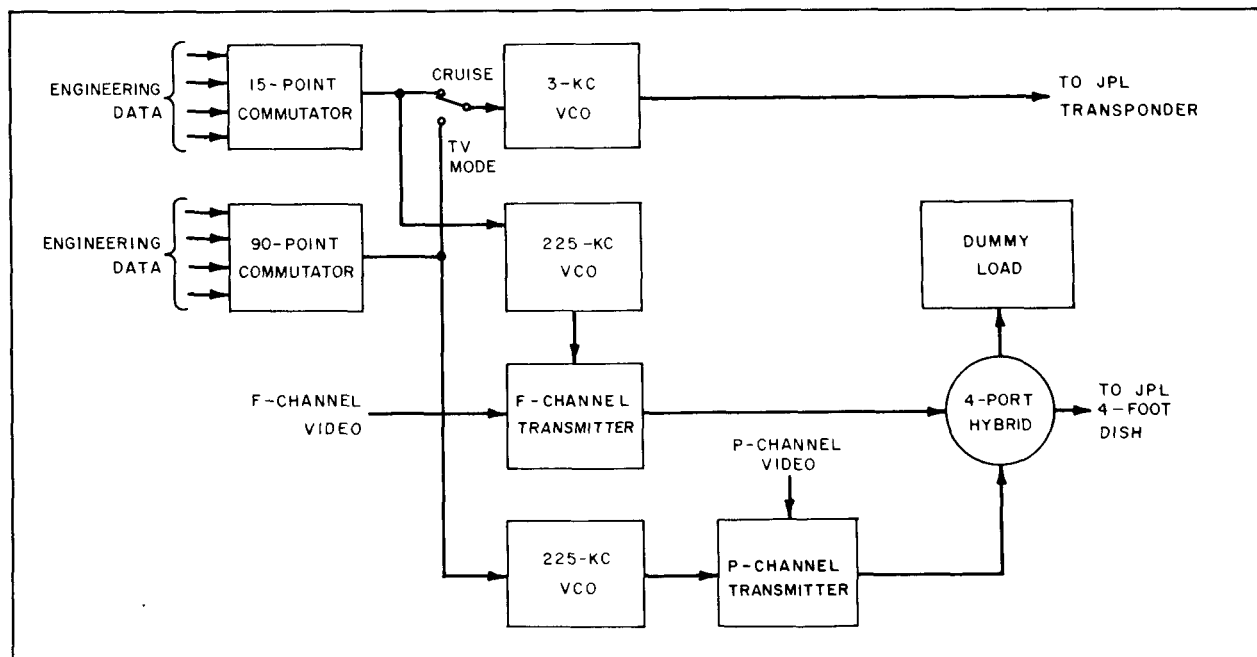 ENGINEERING
DATA
15-POINT
COMMUTATOR
CRUISE
TV
MODE
3-KC
VCO
TO JPL
TRANSPONDER
ENGINEERING
DATA
90-POINT
COMMUTATOR
225-KC
VCO
DUMMY
LOAD
F-CHANNEL
VIDEO
F-CHANNEL
TRANSMITTER
4-PORT
HYBRID
TO JPL
4-FOOT
DISH
P-CHANNEL
VIDEO
225-KC
VCO
P-CHANNEL
TRANSMITTER